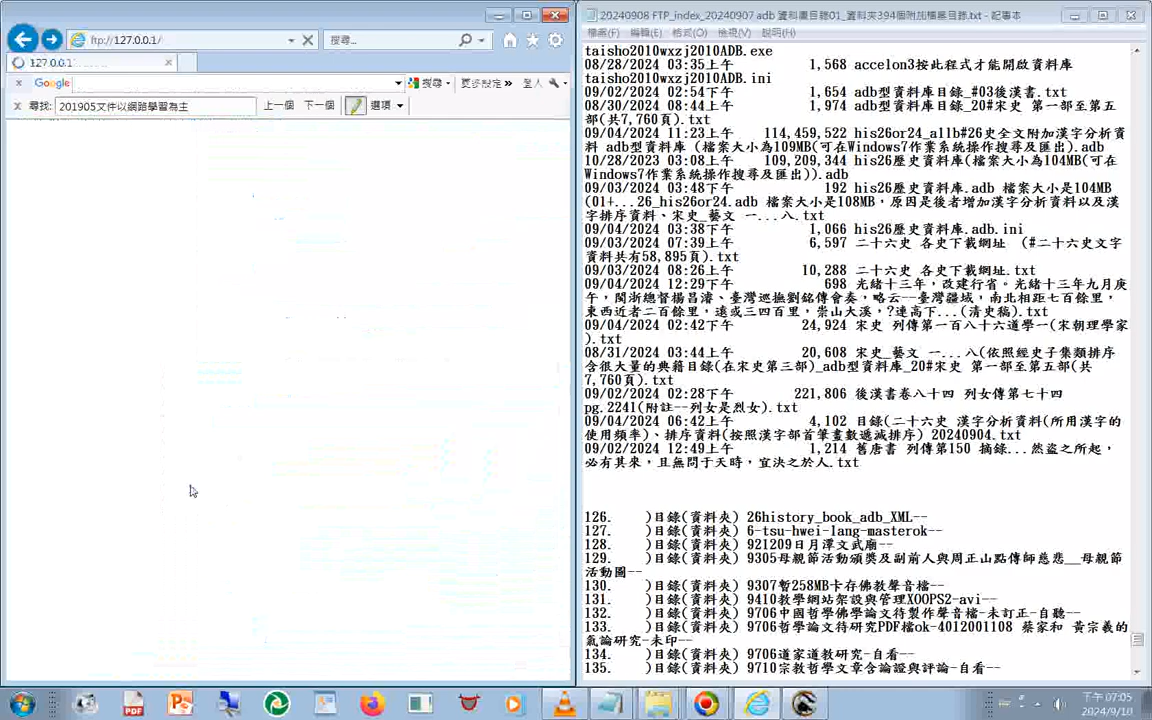 ftp://127.0.0.1/
搜尋...
127.0.0.1
Google
搜尋
更多設定 »
登入
尋找: 201905文件以網路學習為主
上一個 下一個
選項
PDF
20240908 FTP_index_20240907 adb 資料庫目錄01_資料夾394個附加檔案目錄.txt - 記事本
檔案(F) 編輯(E) 格式(O) 檢視(V) 說明(H)
taisho2010wxzj2010ADB.exe
08/28/2024 03:35上午 1,568 accelon3按此程式才能開啟資料庫
taisho2010wxzj2010ADB.ini
09/02/2024 02:54下午 1,654 adb型資料庫目錄_#03後漢書.txt
08/30/2024 08:44上午 1,974 adb型資料庫目錄_20#宋史 第一部至第五
部(共7,760頁).txt
09/04/2024 11:23上午 114,459,522 his26or24_allb#26史全文附加漢字分析資
料 adb型資料庫 (檔案大小為109MB(可在Windows7作業系統操作搜尋及匯出).adb
10/28/2023 03:08上午 109,209,344 his26歷史資料庫(檔案大小為104MB(可在
Windows7作業系統操作搜尋及匯出)).adb
09/03/2024 03:48下午 192 his26歷史資料庫.adb 檔案大小是104MB
(01+...26_his26or24.adb 檔案大小是108MB,原因是後者增加漢字分析資料以及漢
字排序資料、宋史_藝文 一...八.txt
09/04/2024 03:38下午 1,066 his26歷史資料庫.adb.ini
09/03/2024 07:39上午 6,597 二十六史 各史下載網址 (#二十六史文字
資料共有58,895頁).txt
09/03/2024 08:26上午 10,288 二十六史 各史下載網址.txt
09/04/2024 12:29下午 698 光緒十三年,改建行省。光緒十三年九月庚
午,閩浙總督楊昌濬、臺灣巡撫劉銘傳會奏,略云--臺灣疆域,南北相距七百餘里,
東西近者二百餘里,遠或三四百里,崇山大溪,?連高下...(清史稿).txt
09/04/2024 02:42下午 24,924 宋史 列傳第一百八十六道學一(宋朝理學家
).txt
08/31/2024 03:44上午 20,608 宋史_藝文 一...八(依照經史子集類排序
含很大量的典籍目錄(在宋史第三部)_adb型資料庫_20#宋史 第一部至第五部(共
7,760頁).txt
09/02/2024 02:28下午 221,806 後漢書卷八十四 列女傳第七十四
pg.2241(附註--列女是烈女).txt
09/04/2024 06:42上午 4,102 目錄(二十六史 漢字分析資料(所用漢字的
使用頻率)、排序資料(按照漢字部首筆畫數遞減排序) 20240904.txt
09/02/2024 12:49上午 1,214 舊唐書 列傳第150 摘錄...然盜之所起,
必有其來,且無問于天時,宜決之於人.txt
126. )目錄(資料夾) 26history_book_adb_XML--
127. )目錄(資料夾) 6-tsu-hwei-lang-masterok--
128. )目錄(資料夾) 921209日月潭文武廟--
129. )目錄(資料夾) 9305母親節活動頒獎及副前人與周正山點傳師慈悲__母親節
活動圖--
130. )目錄(資料夾) 9307暫258MB卡存佛教聲音檔--
131. )目錄(資料夾) 9410教學網站架設與管理XOOPS2-avi--
132. )目錄(資料夾) 9706中國哲學佛學論文待製作聲音檔-未訂正-自聽--
133. )目錄(資料夾) 9706哲學論文待研究PDF檔ok-4012001108 蔡家和 黃宗羲的
氣論研究-未印--
134. )目錄(資料夾) 9706道家道教研究-自看--
135. )目錄(資料夾) 9710宗教哲學文章含論證與評論-自看--
下午 07:05
2024/9/10